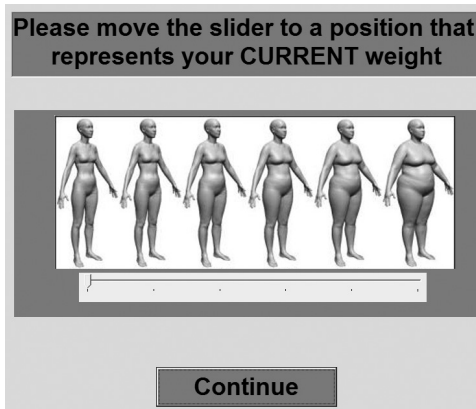 Please move the slider to a position that
represents your CURRENT weight
Continue